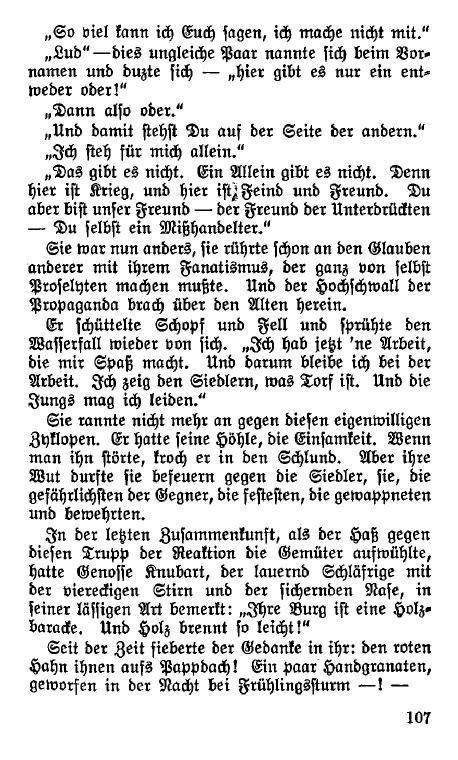 „So viel kann ich Euch sagen, ich mache nicht mit.“
„Lud“—dies ungleiche Paar nannte sich beim Vor-
namen und duzte sich — „hier gibt es nur ein ent-
weder oder!“
„Dann also oder.“
„Und damit stehst Du auf der Seite der andern.“
„Ich steh für mich allein.“
„Das gibt es nicht. Ein Allein gibt es nicht. Denn
hier ist Krieg, und hier ist Feind und Freund. Du
aber bist unser Freund — der Freund der Unterdrückten
— Du selbst ein Mißhandelter.“
Sie war nun anders, sie rührte schon an den Glauben
anderer mit ihrem Fanatismus, der ganz von selbst
Proselyten machen mußte. Und der Hochschwall der
Propaganda brach über den Alten herein.
Er schüttelte Schopf und Fell und sprühte den
Wasserfall wieder von sich. „Ich hab jetzt 'ne Arbeit,
die mir Spaß macht. Und darum bleibe ich bei der
Arbeit. Ich zeig den Siedlern, was Torf ist. Und die
Jungs mag ich leiden.“
Sie rannte nicht mehr an gegen diesen eigenwilligen
Zyklopen. Er hatte seine Höhle, die Einsamkeit. Wenn
man ihn störte, kroch er in den Schlund. Aber ihre
Wut durfte sie befeuern gegen die Siedler, sie, die
gefährlichsten der Gegner, die festesten, die gewappneten
und bewehrten.
In der letzten Zusammenkunft, als der Haß gegen
diesen Trupp der Reaktion die Gemüter aufwühlte,
hatte Genosse Knubart, der lauernd Schläfrige mit
der viereckigen Stirn und der sichernden Nase, in
seiner lässigen Art bemerkt: „Ihre Burg ist eine Holz-
baracke. Und Holz brennt so leicht!“
Seit der Zeit fieberte der Gedanke in ihr: den roten
Hahn ihnen aufs Pappdach! Ein paar Handgranaten,
geworfen in der Nacht bei Frühlingssturm —! —
107